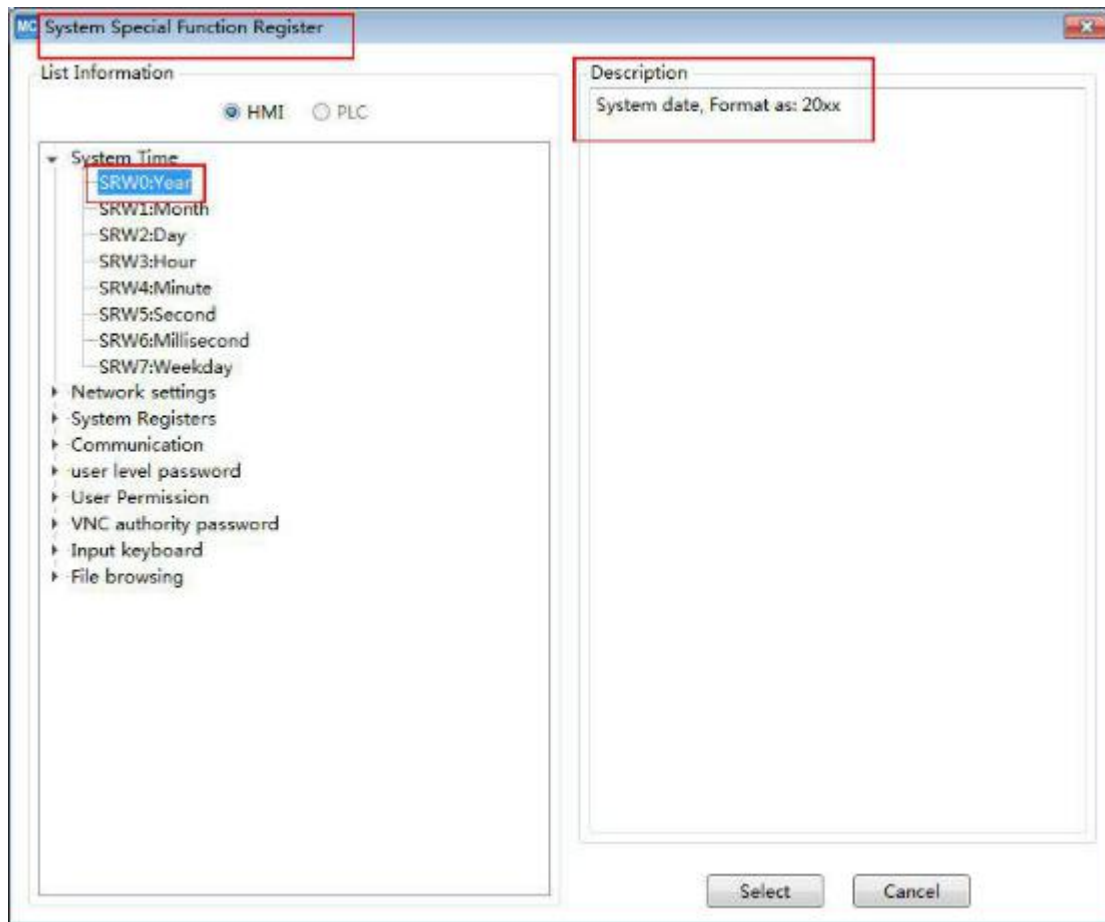 MC System Special Function Register
List Information
HMI PLC
System Time
SRW0:Year
SRW1:Month
SRW2:Day
SRW3:Hour
SRW4:Minute
SRW5:Second
SRW6:Millisecond
SRW7:Weekday
Network settings
System Registers
Communication
user level password
User Permission
VNC authority password
Input keyboard
File browsing
Description
System date, Format as: 20xx
Select Cancel